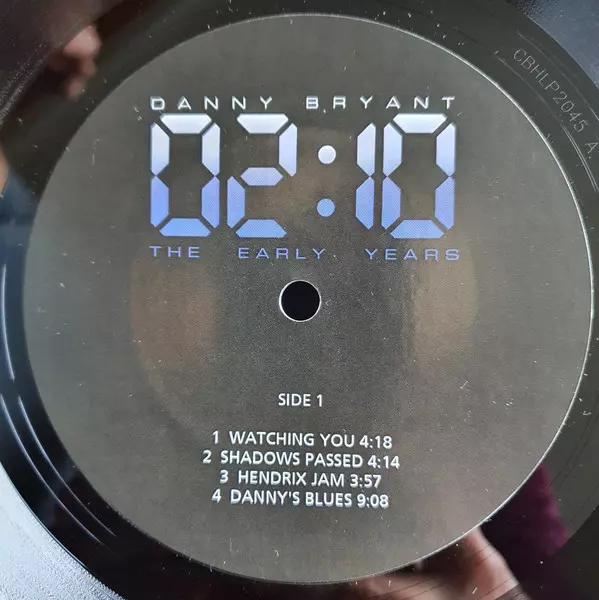 DANNY BRYANT
02:10
THE EARLY YEARS
CBHLP2045 A
SIDE 1
1 WATCHING YOU 4:18
2 SHADOWS PASSED 4:14
3 HENDRIX JAM 3:57
4 DANNY'S BLUES 9:08